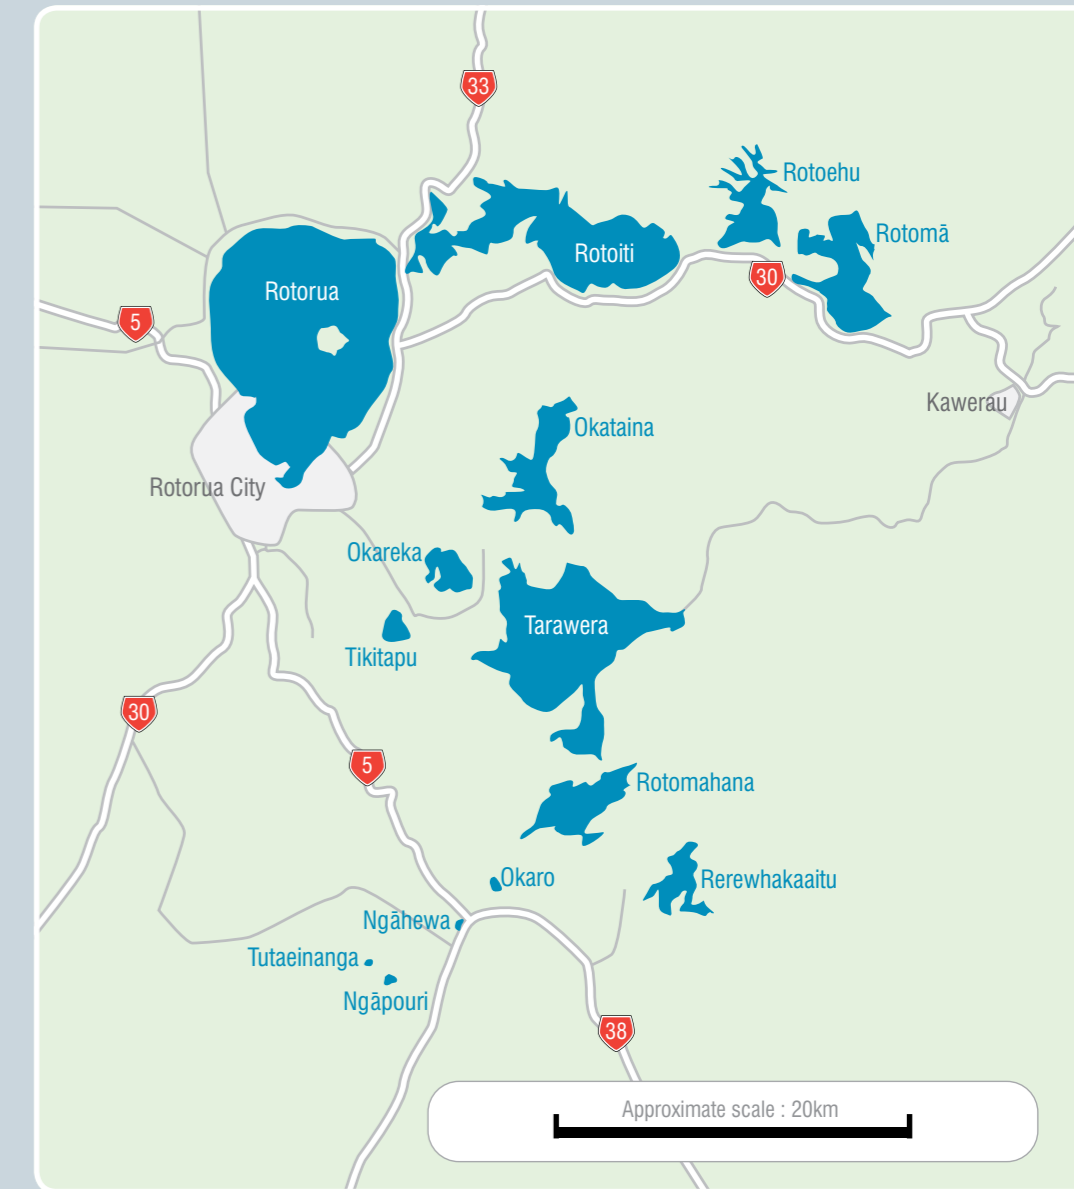 33
Rotoehu
Rotomā
Rotoiti
30
Rotorua
5
Kawerau
Okataina
Rotorua City
Okareka
Tarawera
Tikitapu
30
5
Rotomahana
Okaro
Rerewhakaaitu
Ngāhewa
Tutaeinanga
Ngāpouri
38
Approximate scale : 20km